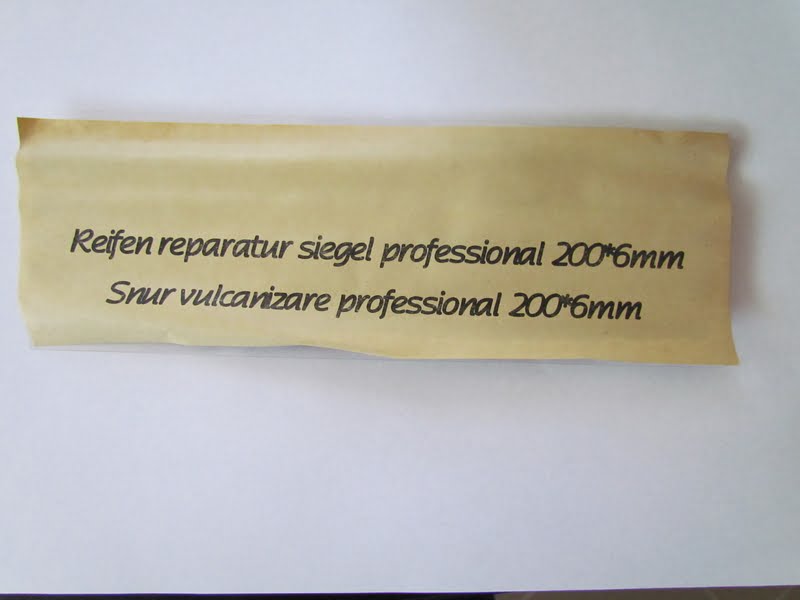 Reifen reparatur siegel professional 200*6mm
Snur vulcanizare professional 200*6mm